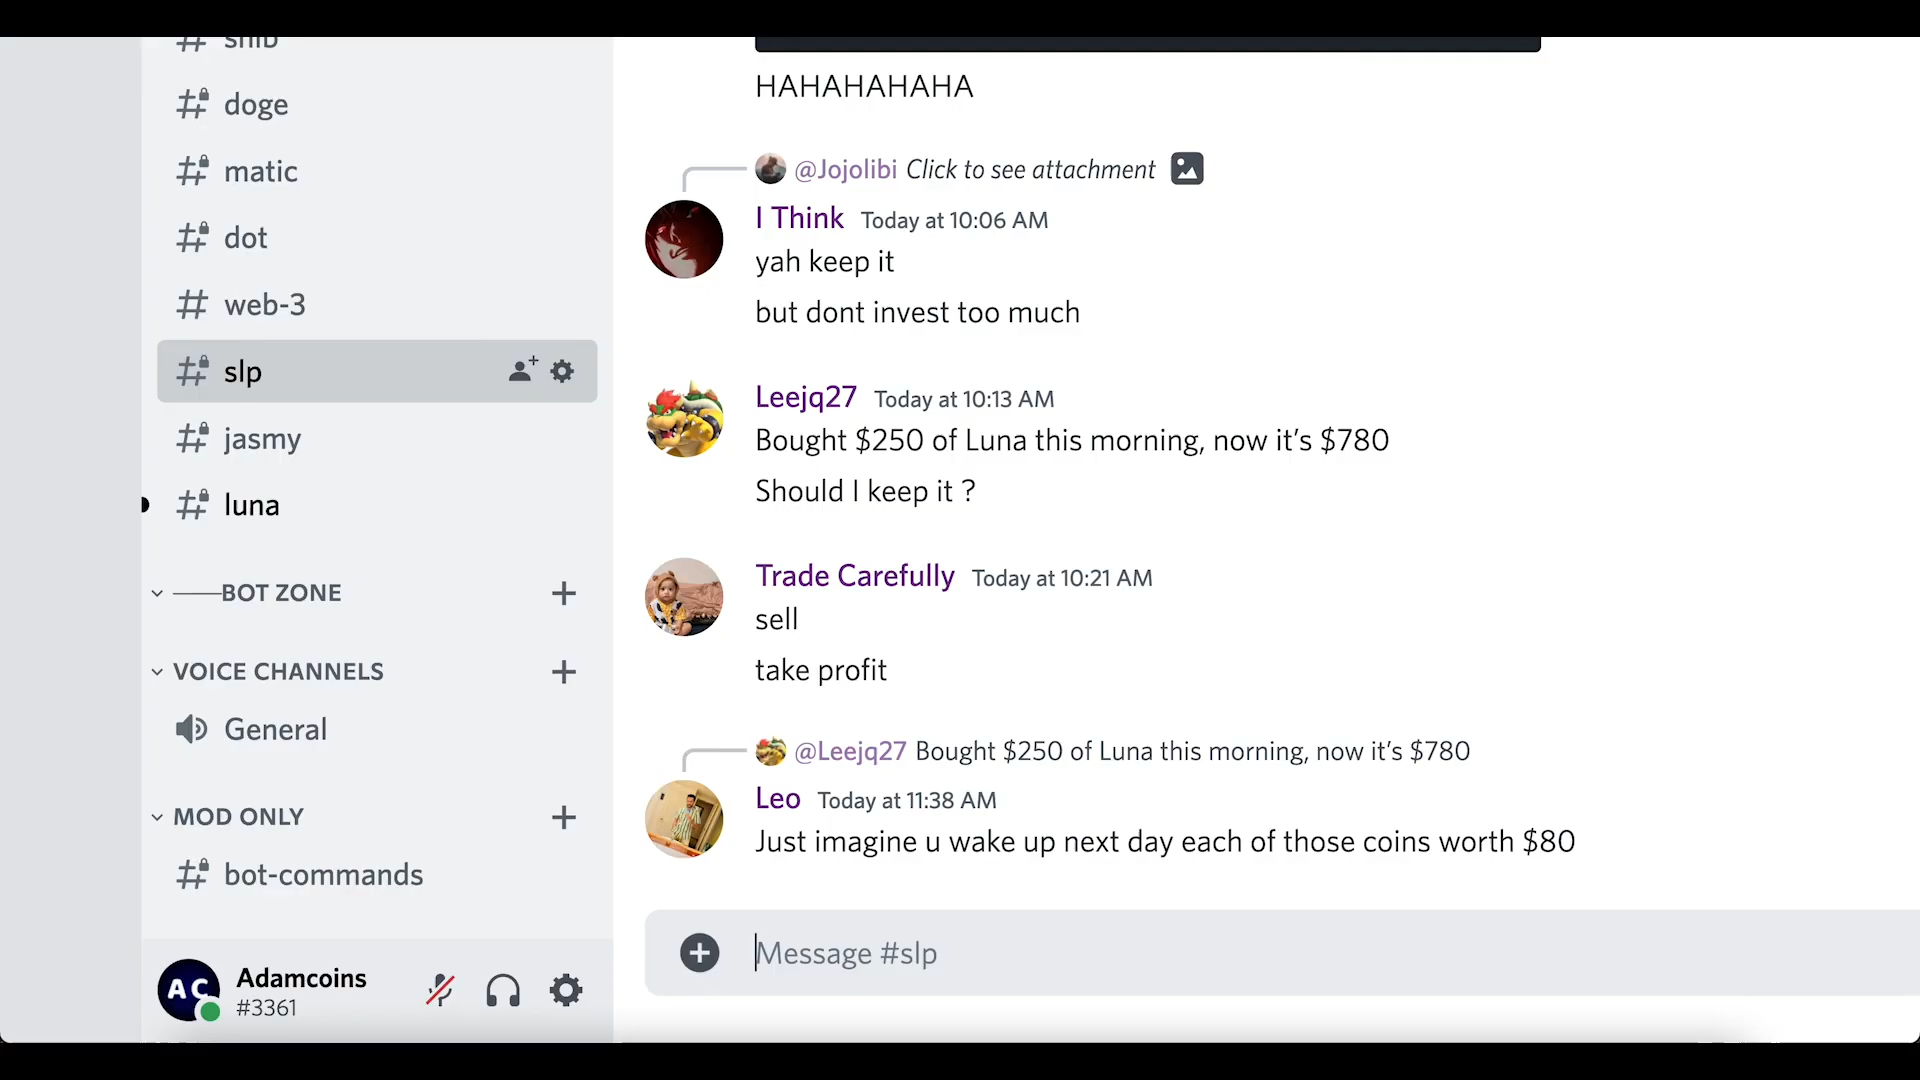 shib
doge
matic
dot
web-3
slp
jasmy
luna
BOT ZONE
VOICE CHANNELS
General
MOD ONLY
bot-commands
AC
Adamcoins
#3361
HAHAHAHAHA
@Jojolibi Click to see attachment
I Think Today at 10:06 AM
yah keep it
but dont invest too much
Leejq27 Today at 10:13 AM
Bought $250 of Luna this morning, now it’s $780
Should I keep it ?
Trade Carefully Today at 10:21 AM
sell
take profit
@Leejq27 Bought $250 of Luna this morning, now it’s $780
Leo Today at 11:38 AM
Just imagine u wake up next day each of those coins worth $80
Message #slp